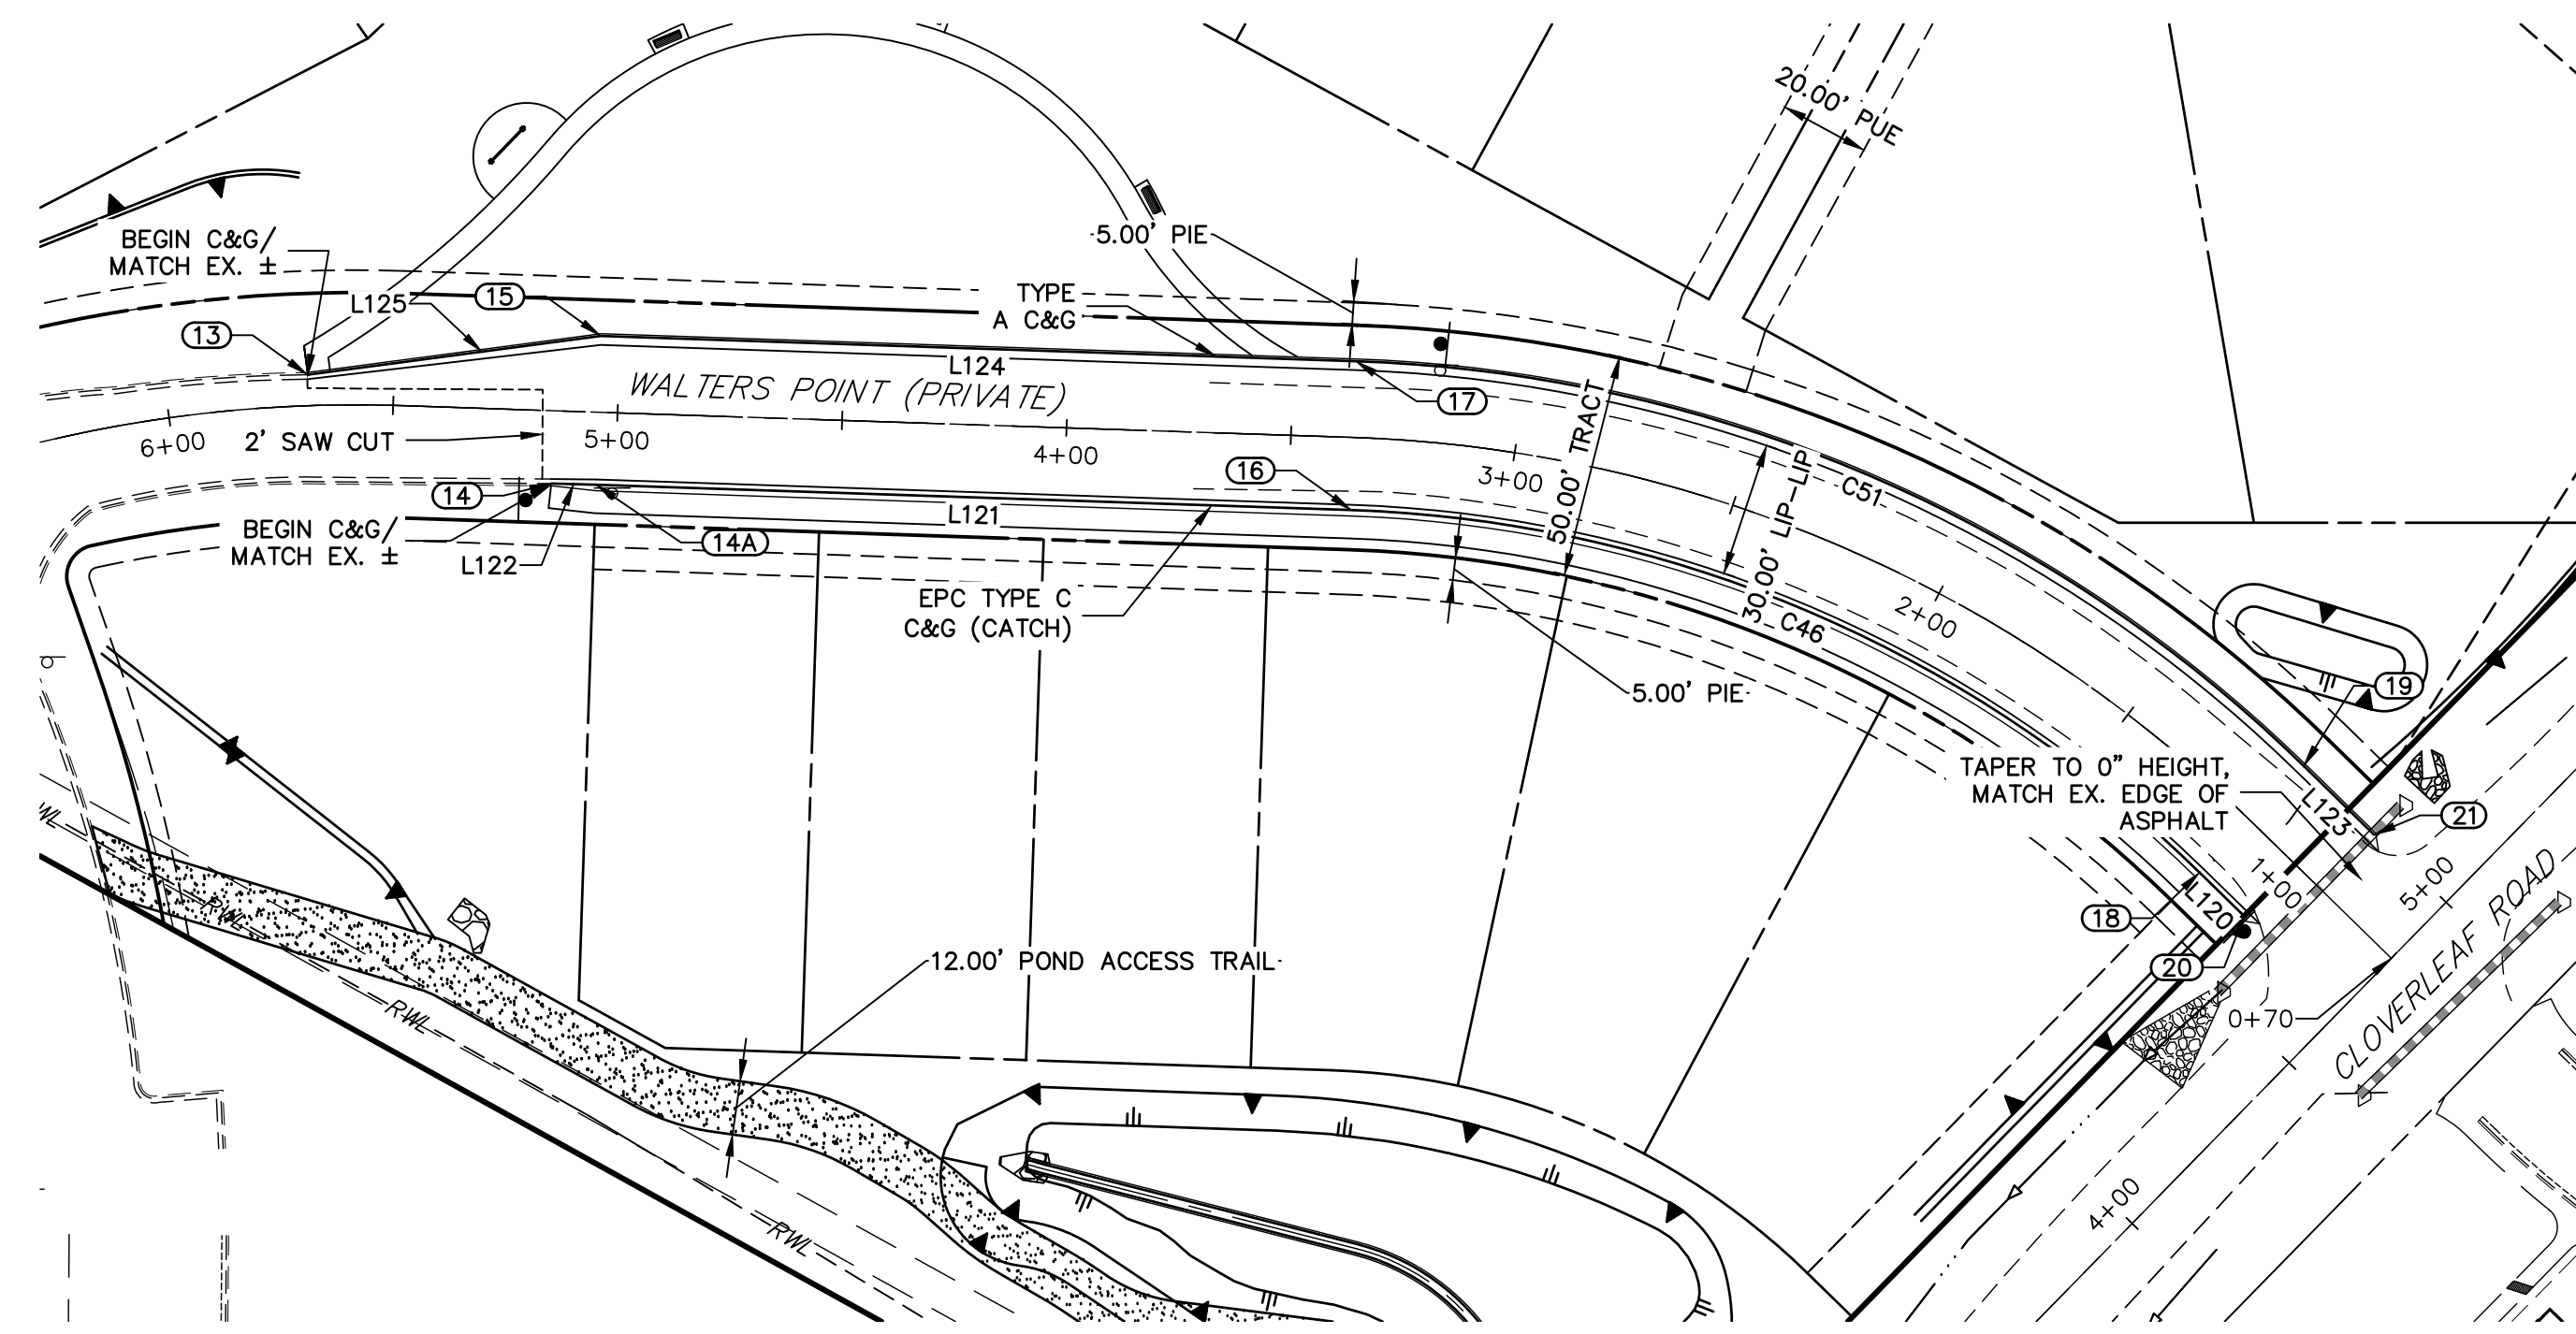 20.00' PUE
BEGIN C&G/
MATCH EX. ±
5.00' PIE
L125
15
TYPE
A C&G
13
L124
WALTERS POINT (PRIVATE)
17
6+00
2' SAW CUT
5+00
4+00
3+00
16
50.00' TRACT
30.00' LIP-LIP
C51
14
BEGIN C&G/
MATCH EX. ±
L121
14A
L122
EPC TYPE C
C&G (CATCH)
C46
2+00
5.00' PIE
19
TAPER TO 0" HEIGHT,
MATCH EX. EDGE OF
ASPHALT
L123
21
1+00
5+00
18
L120
20
0+70
CLOVERLEAF ROAD
RWL
12.00' POND ACCESS TRAIL
RWL
4+00
RWL